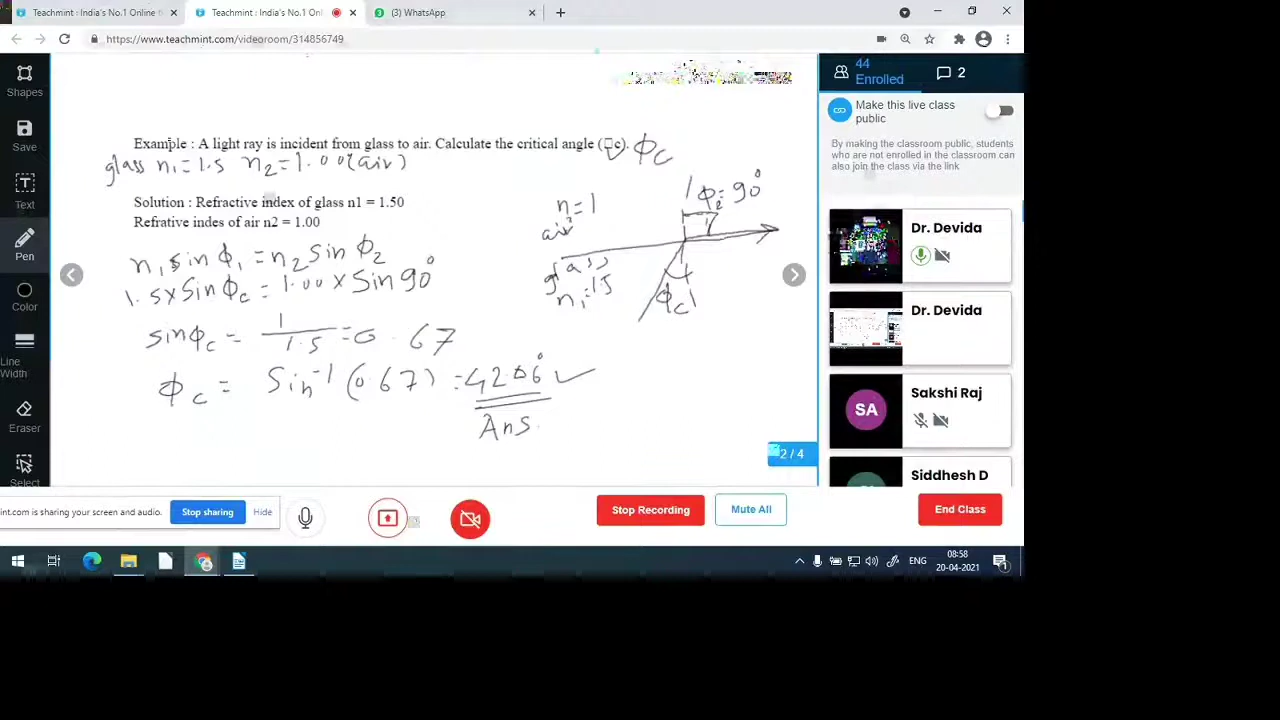 Teachmint : India's No.1 Online
Teachmint : India's No.1 Onl
(3) WhatsApp
https://www.teachmint.com/videoroom/314856749
Shapes
Save
Text
Pen
Color
Line
Width
Eraser
Select
Example : A light ray is incident from glass to air. Calculate the critical angle (□c). ϕc
glass n1=1.5 n2=1.00(air)
Solution : Refractive index of glass n1 = 1.50
Refrative indes of air n2 = 1.00
n1 sin ϕ1 = n2 sin ϕ2
1.5 x Sin ϕc = 1.00 x Sin 90°
sin ϕc = 1/1.5 = 0.67
ϕc = Sin⁻¹ (0.67) = 42.06° ✓
Ans.
ϕ2=90°
n=1
air
glass
n1=1.5
ϕc
2 / 4
44
Enrolled
2
Make this live class
public
By making the classroom public, students
who are not enrolled in the classroom can
also join the class via the link
Dr. Devida
Dr. Devida
SA
Sakshi Raj
Siddhesh D
int.com is sharing your screen and audio.
Stop sharing
Hide
Stop Recording
Mute All
End Class
ENG
08:58
20-04-2021
1